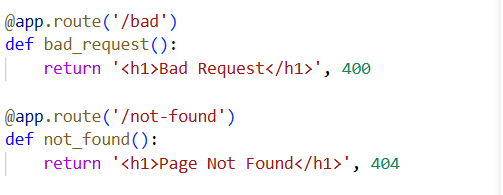 @app.route('/bad')
def bad_request():
    return '<h1>Bad Request</h1>', 400
@app.route('/not-found')
def not_found():
    return '<h1>Page Not Found</h1>', 404